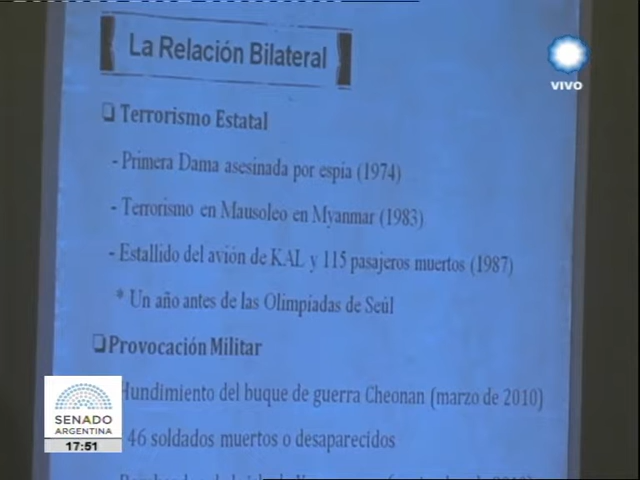 La Relación Bilateral
VIVO
❑ Terrorismo Estatal
- Primera Dama asesinada por espía (1974)
- Terrorismo en Mausoleo en Myanmar (1983)
- Estallido del avión de KAL y 115 pasajeros muertos (1987)
* Un año antes de las Olimpiadas de Seúl
❑ Provocación Militar
Hundimiento del buque de guerra Cheonan (marzo de 2010)
46 soldados muertos o desaparecidos
SENADO
ARGENTINA
17:51